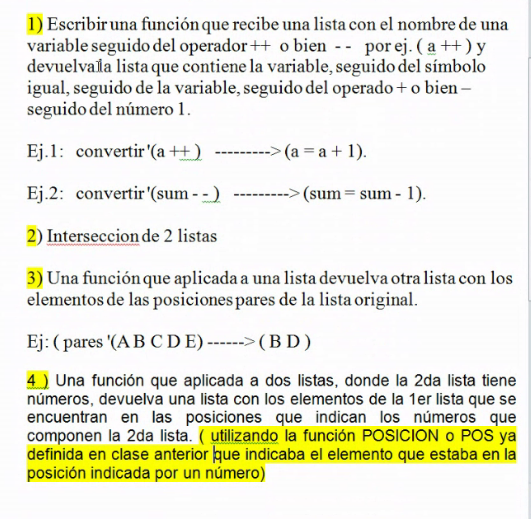 1) Escribir una función que recibe una lista con el nombre de una
variable seguido del operador ++ o bien - - por ej. ( a ++ ) y
devuelva la lista que contiene la variable, seguido del símbolo
igual, seguido de la variable, seguido del operado + o bien –
seguido del número 1.
Ej.1: convertir '(a ++ ) ---------> (a = a + 1).
Ej.2: convertir '(sum - - ) ---------> (sum = sum - 1).
2) Interseccion de 2 listas
3) Una función que aplicada a una lista devuelva otra lista con los
elementos de las posiciones pares de la lista original.
Ej: ( pares '(A B C D E) ------> ( B D )
4 ) Una función que aplicada a dos listas, donde la 2da lista tiene
números, devuelva una lista con los elementos de la 1er lista que se
encuentran en las posiciones que indican los números que
componen la 2da lista. ( utilizando la función POSICION o POS ya
definida en clase anterior que indicaba el elemento que estaba en la
posición indicada por un número)